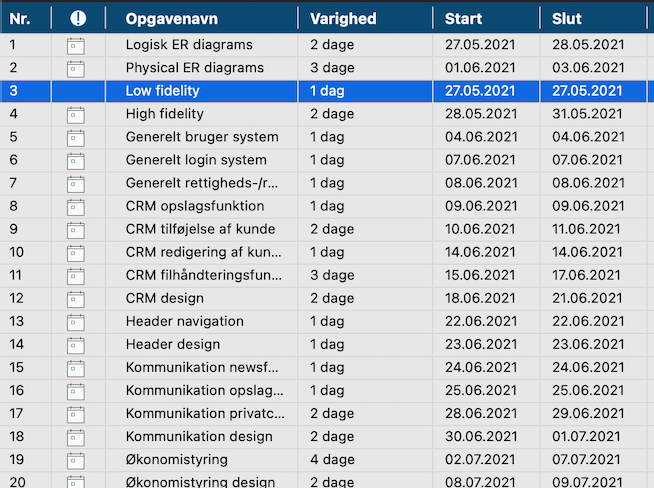 Nr. Opgavenavn Varighed Start Slut
1 Logisk ER diagrams 2 dage 27.05.2021 28.05.2021
2 Physical ER diagrams 3 dage 01.06.2021 03.06.2021
3 Low fidelity 1 dag 27.05.2021 27.05.2021
4 High fidelity 2 dage 28.05.2021 31.05.2021
5 Generelt bruger system 1 dag 04.06.2021 04.06.2021
6 Generelt login system 1 dag 07.06.2021 07.06.2021
7 Generelt rettigheds-/r... 1 dag 08.06.2021 08.06.2021
8 CRM opslagsfunktion 1 dag 09.06.2021 09.06.2021
9 CRM tilføjelse af kunde 2 dage 10.06.2021 11.06.2021
10 CRM redigering af kun... 1 dag 14.06.2021 14.06.2021
11 CRM filhåndteringsfun... 3 dage 15.06.2021 17.06.2021
12 CRM design 2 dage 18.06.2021 21.06.2021
13 Header navigation 1 dag 22.06.2021 22.06.2021
14 Header design 1 dag 23.06.2021 23.06.2021
15 Kommunikation newsf... 1 dag 24.06.2021 24.06.2021
16 Kommunikation opslag... 1 dag 25.06.2021 25.06.2021
17 Kommunikation privatc... 2 dage 28.06.2021 29.06.2021
18 Kommunikation design 2 dage 30.06.2021 01.07.2021
19 Økonomistyring 4 dage 02.07.2021 07.07.2021
20 Økonomistyring design 2 dage 08.07.2021 09.07.2021